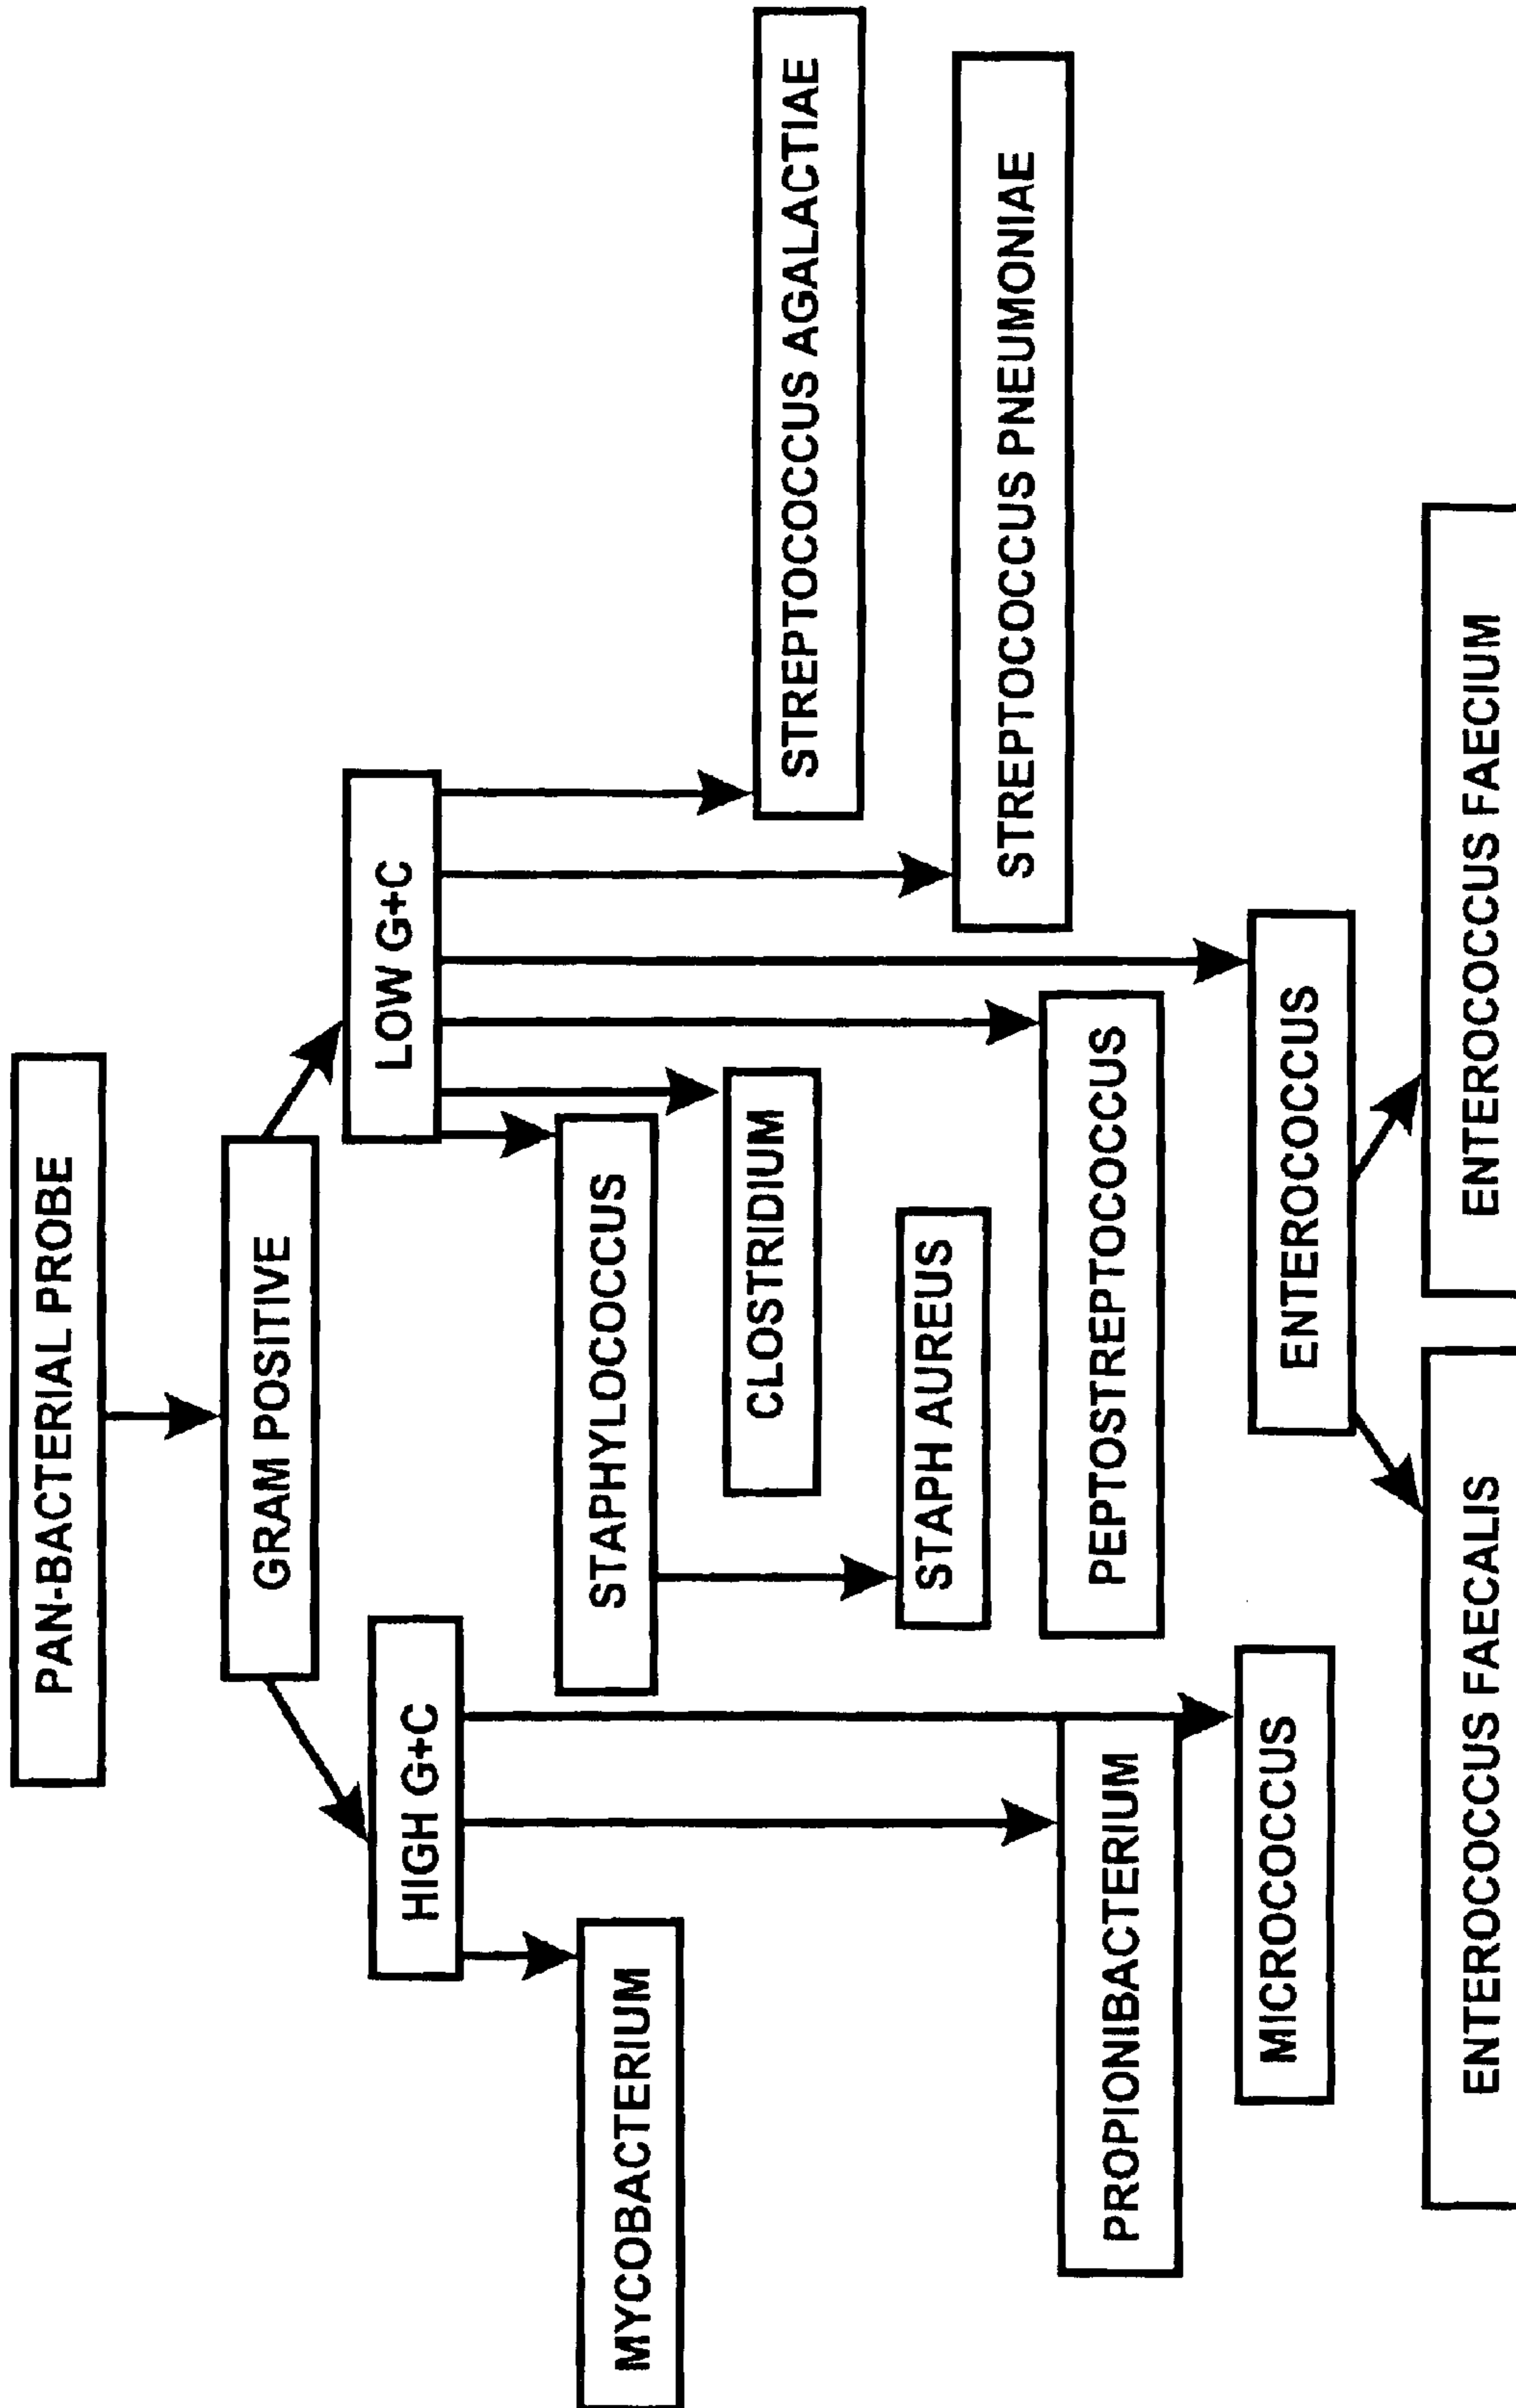 PAN-BACTERIAL PROBE
GRAM POSITIVE
HIGH G+C
LOW G+C
MYCOBACTERIUM
STAPHYLOCOCCUS
CLOSTRIDIUM
STREPTOCOCCUS AGALACTIAE
STAPH AUREUS
STREPTOCOCCUS PNEUMONIAE
PROPIONIBACTERIUM
PEPTOSTREPTOCOCCUS
MICROCOCCUS
ENTEROCOCCUS
ENTEROCOCCUS FAECALIS
ENTEROCOCCUS FAECIUM